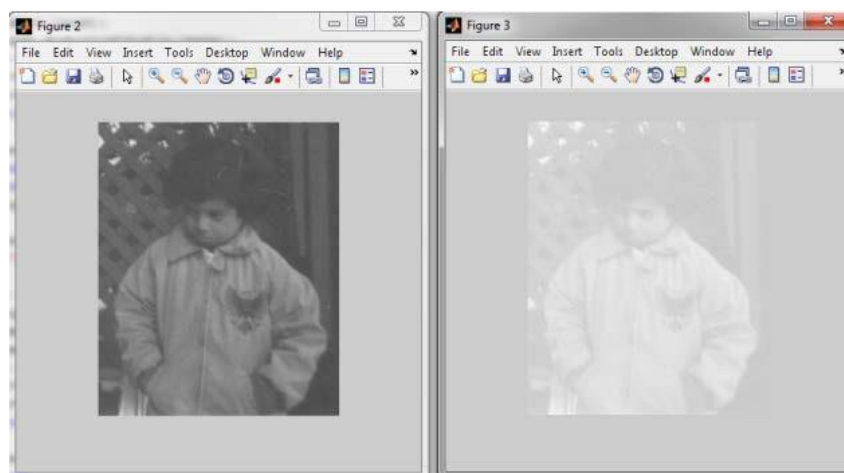 Figure 2
File Edit View Insert Tools Desktop Window Help
Figure 3
File Edit View Insert Tools Desktop Window Help